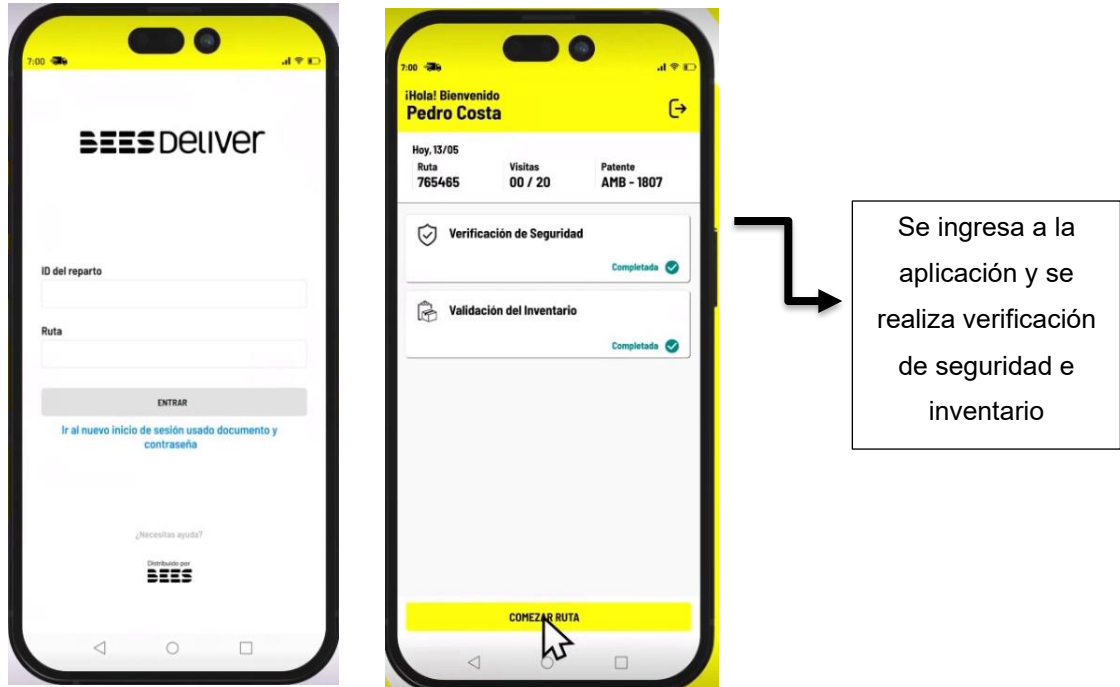 7:00
BEES Deliver
ID del reparto
Ruta
ENTRAR
Ir al nuevo inicio de sesión usado documento y
contraseña
¿Necesitas ayuda?
Distribuido por
BEES
7:00
¡Hola! Bienvenido
Pedro Costa
Hoy, 13/05
Ruta Visitas Patente
765465 00 / 20 AMB - 1807
Verificación de Seguridad
Completada
Validación del Inventario
Completada
COMEZAR RUTA
Se ingresa a la
aplicación y se
realiza verificación
de seguridad e
inventario